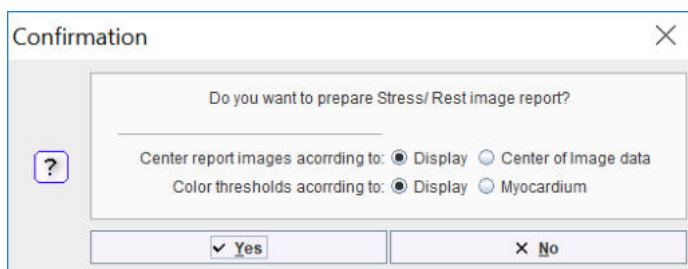 Confirmation
Do you want to prepare Stress/ Rest image report?
Center report images acorrding to: Display Center of Image data
Color thresholds acorrding to: Display Myocardium
?
Yes No